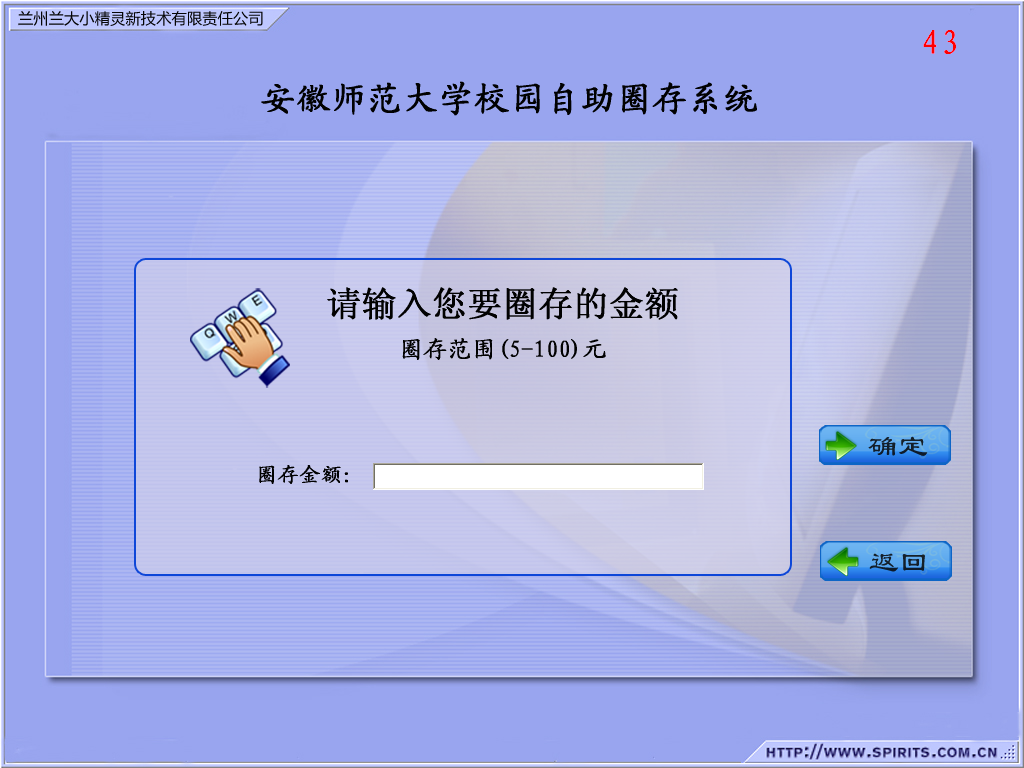 兰州兰大小精灵新技术有限责任公司
43
安徽师范大学校园自助圈存系统
Q W E
请输入您要圈存的金额
圈存范围(5-100)元
圈存金额:
确定
返回
HTTP://WWW.SPIRITS.COM.CN